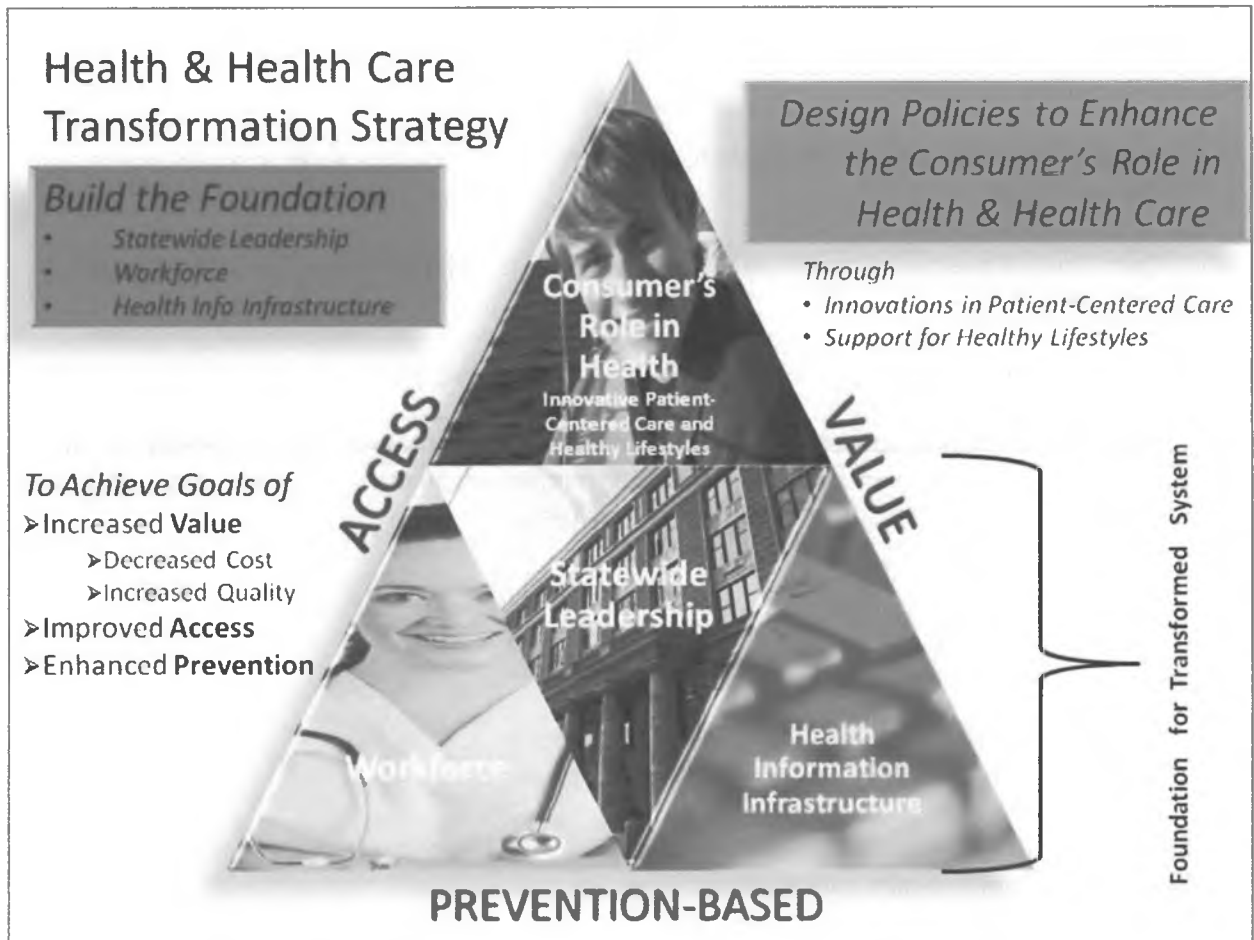 Health & Health Care
Transformation Strategy
Build the Foundation
• Statewide Leadership
• Workforce
• Health Info Infrastructure
Design Policies to Enhance
the Consumer's Role in
Health & Health Care
Through
• Innovations in Patient-Centered Care
• Support for Healthy Lifestyles
Consumer's
Role in
Health
Innovative Patient-
Centered Care and
Healthy Lifestyles
ACCESS
VALUE
To Achieve Goals of
➢Increased Value
➢Decreased Cost
➢Increased Quality
➢Improved Access
➢Enhanced Prevention
Statewide
Leadership
Workforce
Health
Information
Infrastructure
Foundation for Transformed System
PREVENTION-BASED